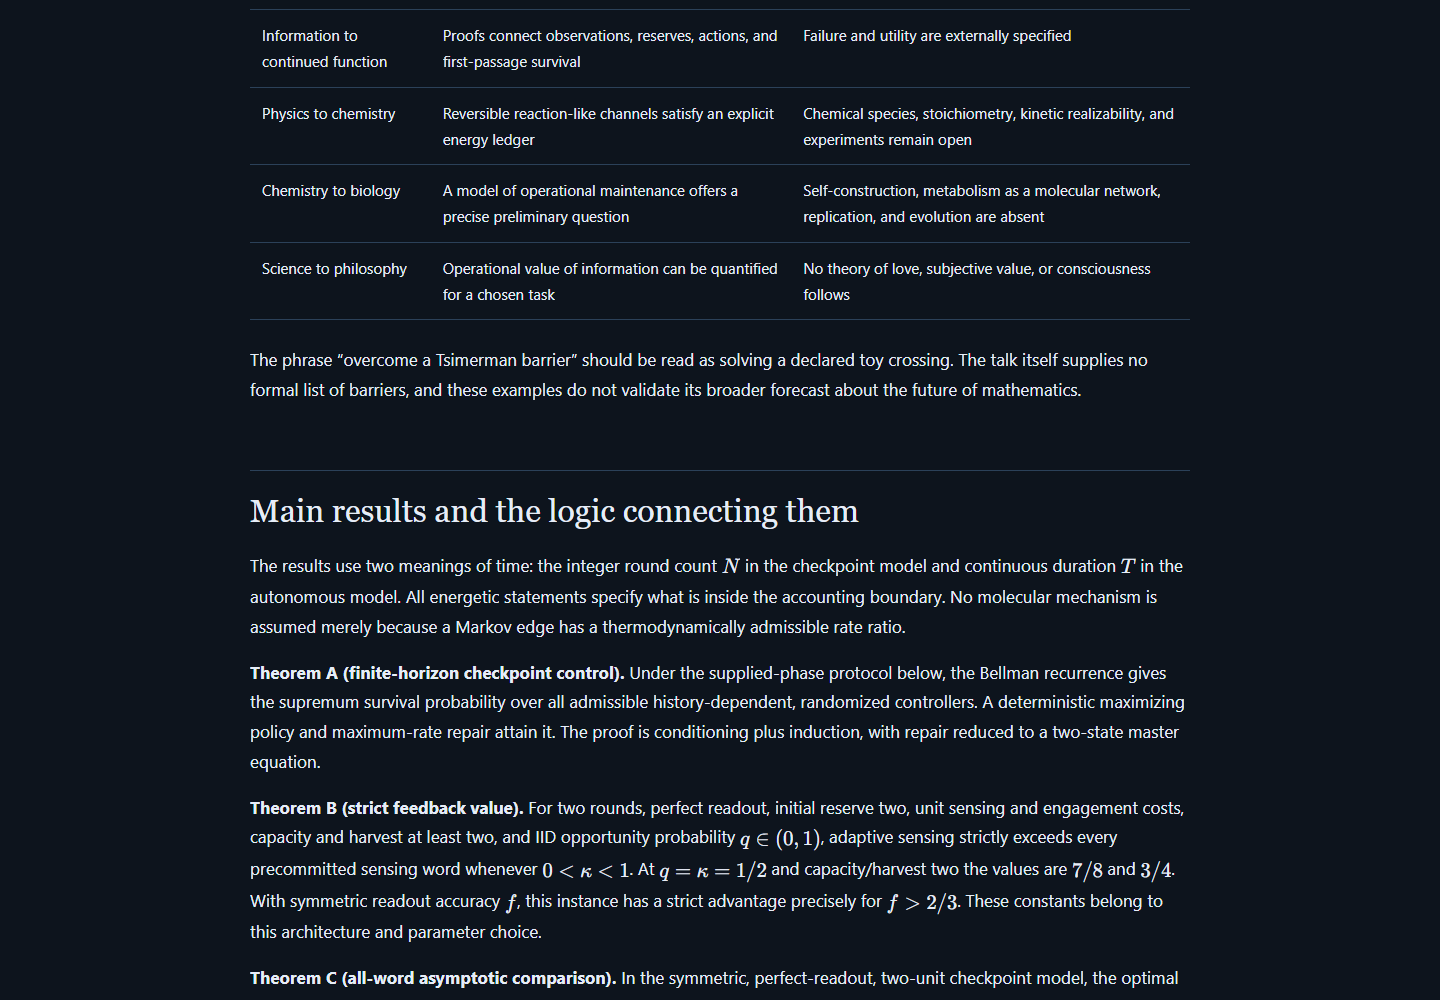 Information to continued function
Proofs connect observations, reserves, actions, and first-passage survival
Failure and utility are externally specified
Physics to chemistry
Reversible reaction-like channels satisfy an explicit energy ledger
Chemical species, stoichiometry, kinetic realizability, and experiments remain open
Chemistry to biology
A model of operational maintenance offers a precise preliminary question
Self-construction, metabolism as a molecular network, replication, and evolution are absent
Science to philosophy
Operational value of information can be quantified for a chosen task
No theory of love, subjective value, or consciousness follows
The phrase “overcome a Tsimerman barrier” should be read as solving a declared toy crossing. The talk itself supplies no
formal list of barriers, and these examples do not validate its broader forecast about the future of mathematics.
Main results and the logic connecting them
The results use two meanings of time: the integer round count N in the checkpoint model and continuous duration T in the
autonomous model. All energetic statements specify what is inside the accounting boundary. No molecular mechanism is
assumed merely because a Markov edge has a thermodynamically admissible rate ratio.
Theorem A (finite-horizon checkpoint control). Under the supplied-phase protocol below, the Bellman recurrence gives
the supremum survival probability over all admissible history-dependent, randomized controllers. A deterministic maximizing
policy and maximum-rate repair attain it. The proof is conditioning plus induction, with repair reduced to a two-state master
equation.
Theorem B (strict feedback value). For two rounds, perfect readout, initial reserve two, unit sensing and engagement costs,
capacity and harvest at least two, and IID opportunity probability q ∈ (0, 1), adaptive sensing strictly exceeds every
precommitted sensing word whenever 0 < κ < 1. At q = κ = 1/2 and capacity/harvest two the values are 7/8 and 3/4.
With symmetric readout accuracy f, this instance has a strict advantage precisely for f > 2/3. These constants belong to
this architecture and parameter choice.
Theorem C (all-word asymptotic comparison). In the symmetric, perfect-readout, two-unit checkpoint model, the optimal